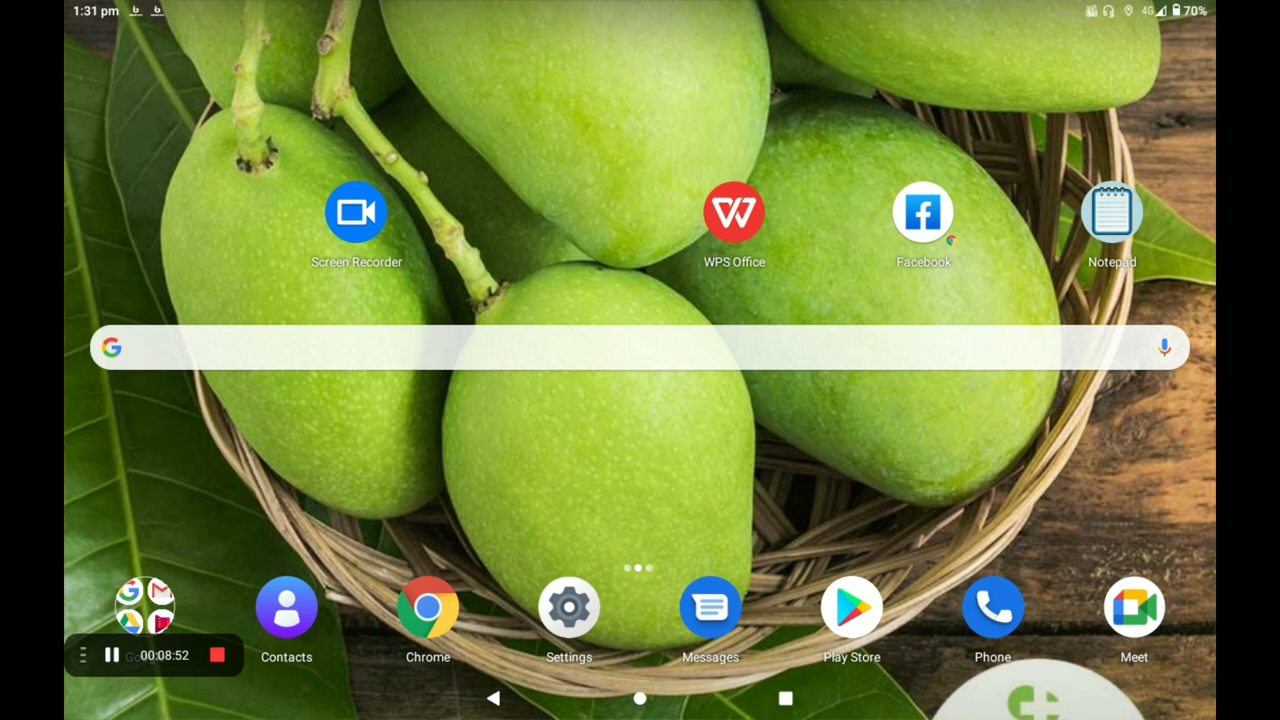 1:31 pm
4G 70%
Screen Recorder
WPS Office
Facebook
Notepad
00:08:52
Contacts
Chrome
Settings
Messages
Play Store
Phone
Meet